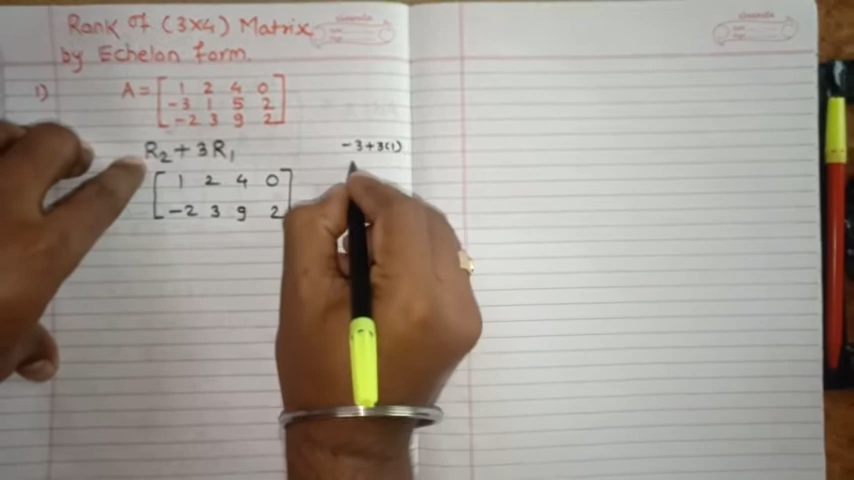 Rank of (3x4) Matrix
by Echelon form.
1) A = [ 1 2 4 0
-3 1 5 2
-2 3 9 2 ]
R₂ + 3R₁ -3+3(1)
[ 1 2 4 0
-2 3 9 2